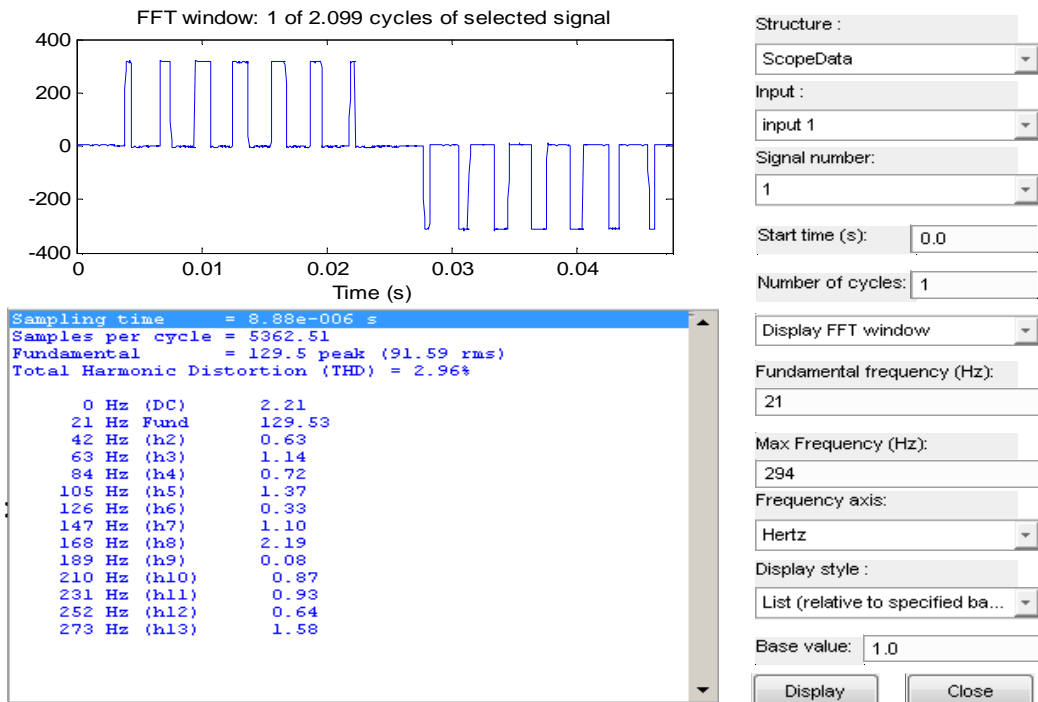 FFT window: 1 of 2.099 cycles of selected signal
400
200
0
-200
-400
0
0.01
0.02
0.03
0.04
Time (s)
Sampling time = 8.88e-006 s
Samples per cycle = 5362.51
Fundamental = 129.5 peak (91.59 rms)
Total Harmonic Distortion (THD) = 2.96%
0 Hz (DC) 2.21
21 Hz Fund 129.53
42 Hz (h2) 0.63
63 Hz (h3) 1.14
84 Hz (h4) 0.72
105 Hz (h5) 1.37
126 Hz (h6) 0.33
147 Hz (h7) 1.10
168 Hz (h8) 2.19
189 Hz (h9) 0.08
210 Hz (h10) 0.87
231 Hz (h11) 0.93
252 Hz (h12) 0.64
273 Hz (h13) 1.58
Structure :
ScopeData
Input :
input 1
Signal number:
1
Start time (s): 0.0
Number of cycles: 1
Display FFT window
Fundamental frequency (Hz):
21
Max Frequency (Hz):
294
Frequency axis:
Hertz
Display style :
List (relative to specified ba...
Base value: 1.0
Display Close